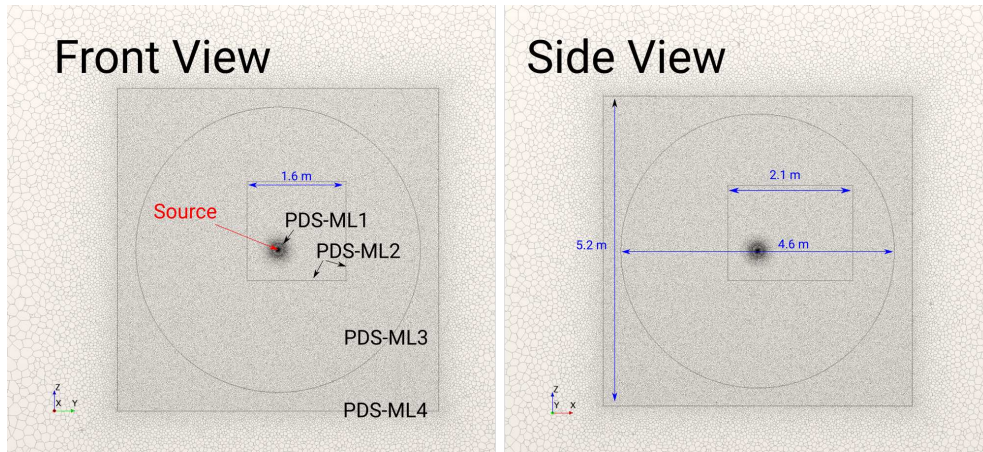 Front View
1.6 m
Source
PDS-ML1
PDS-ML2
PDS-ML3
PDS-ML4
Z
X
Y
Side View
2.1 m
5.2 m
4.6 m
Z
Y
X